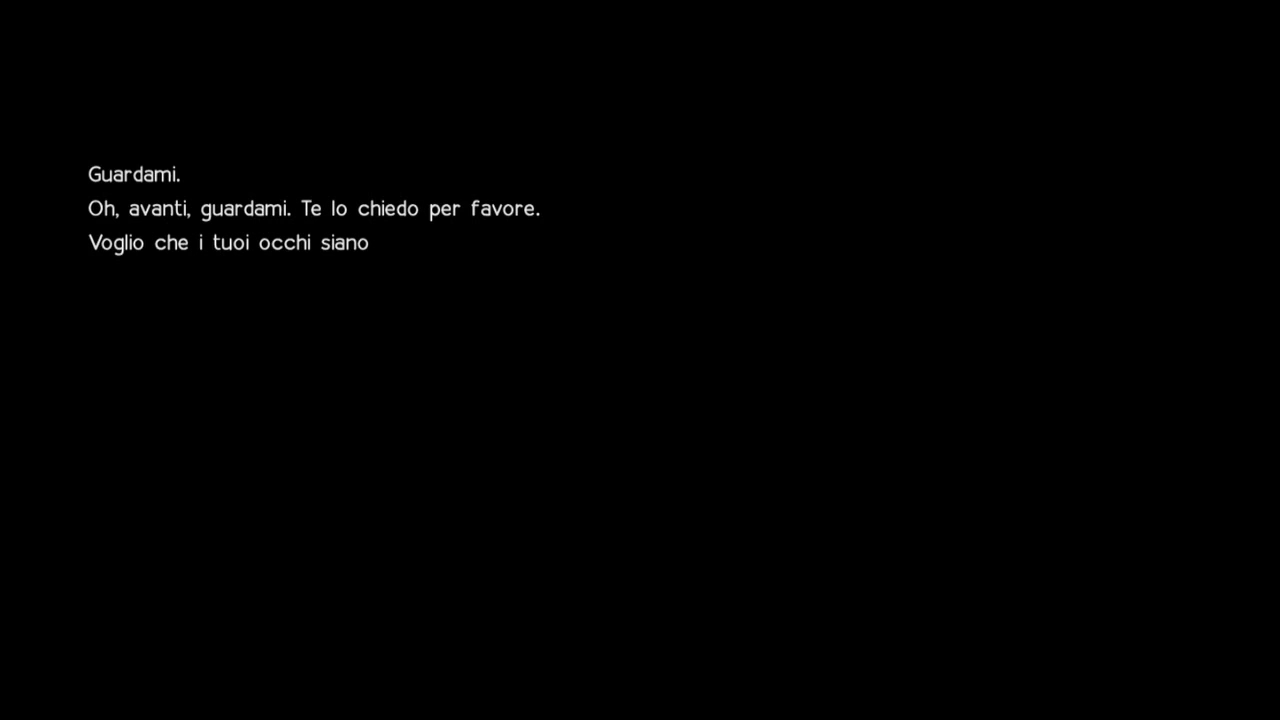 Guardami.
Oh, avanti, guardami. Te lo chiedo per favore.
Voglio che i tuoi occhi siano